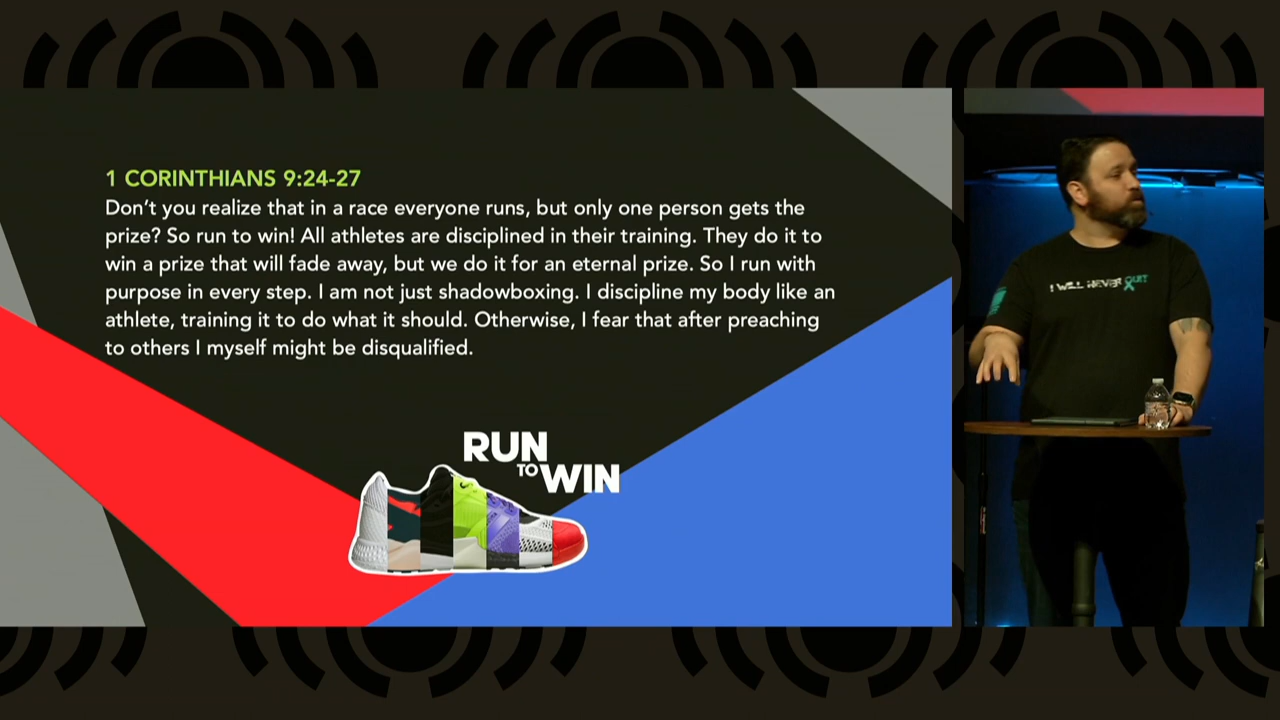 1 CORINTHIANS 9:24-27
Don't you realize that in a race everyone runs, but only one person gets the
prize? So run to win! All athletes are disciplined in their training. They do it to
win a prize that will fade away, but we do it for an eternal prize. So I run with
purpose in every step. I am not just shadowboxing. I discipline my body like an
athlete, training it to do what it should. Otherwise, I fear that after preaching
to others I myself might be disqualified.
RUN
TO WIN
I WILL NEVER QUIT